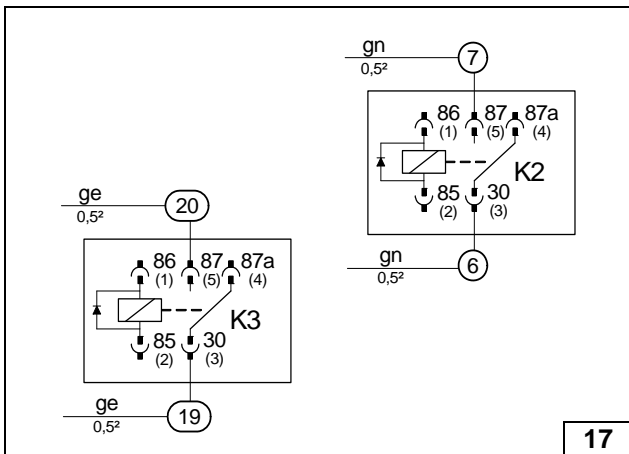 gn 7
0,5²
86 87 87a
(1) (5) (4)
K2
85 30
(2) (3)
gn 6
0,5²
ge 20
0,5²
86 87 87a
(1) (5) (4)
K3
85 30
(2) (3)
ge 19
0,5²
17